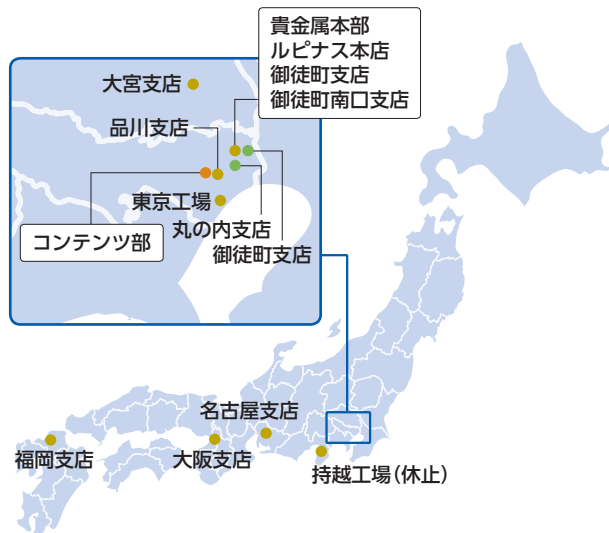 貴金属本部
ルピナス本店
御徒町支店
御徒町南口支店
大宮支店
品川支店
東京工場
丸の内支店
コンテンツ部
御徒町支店
名古屋支店
福岡支店
大阪支店
持越工場(休止)